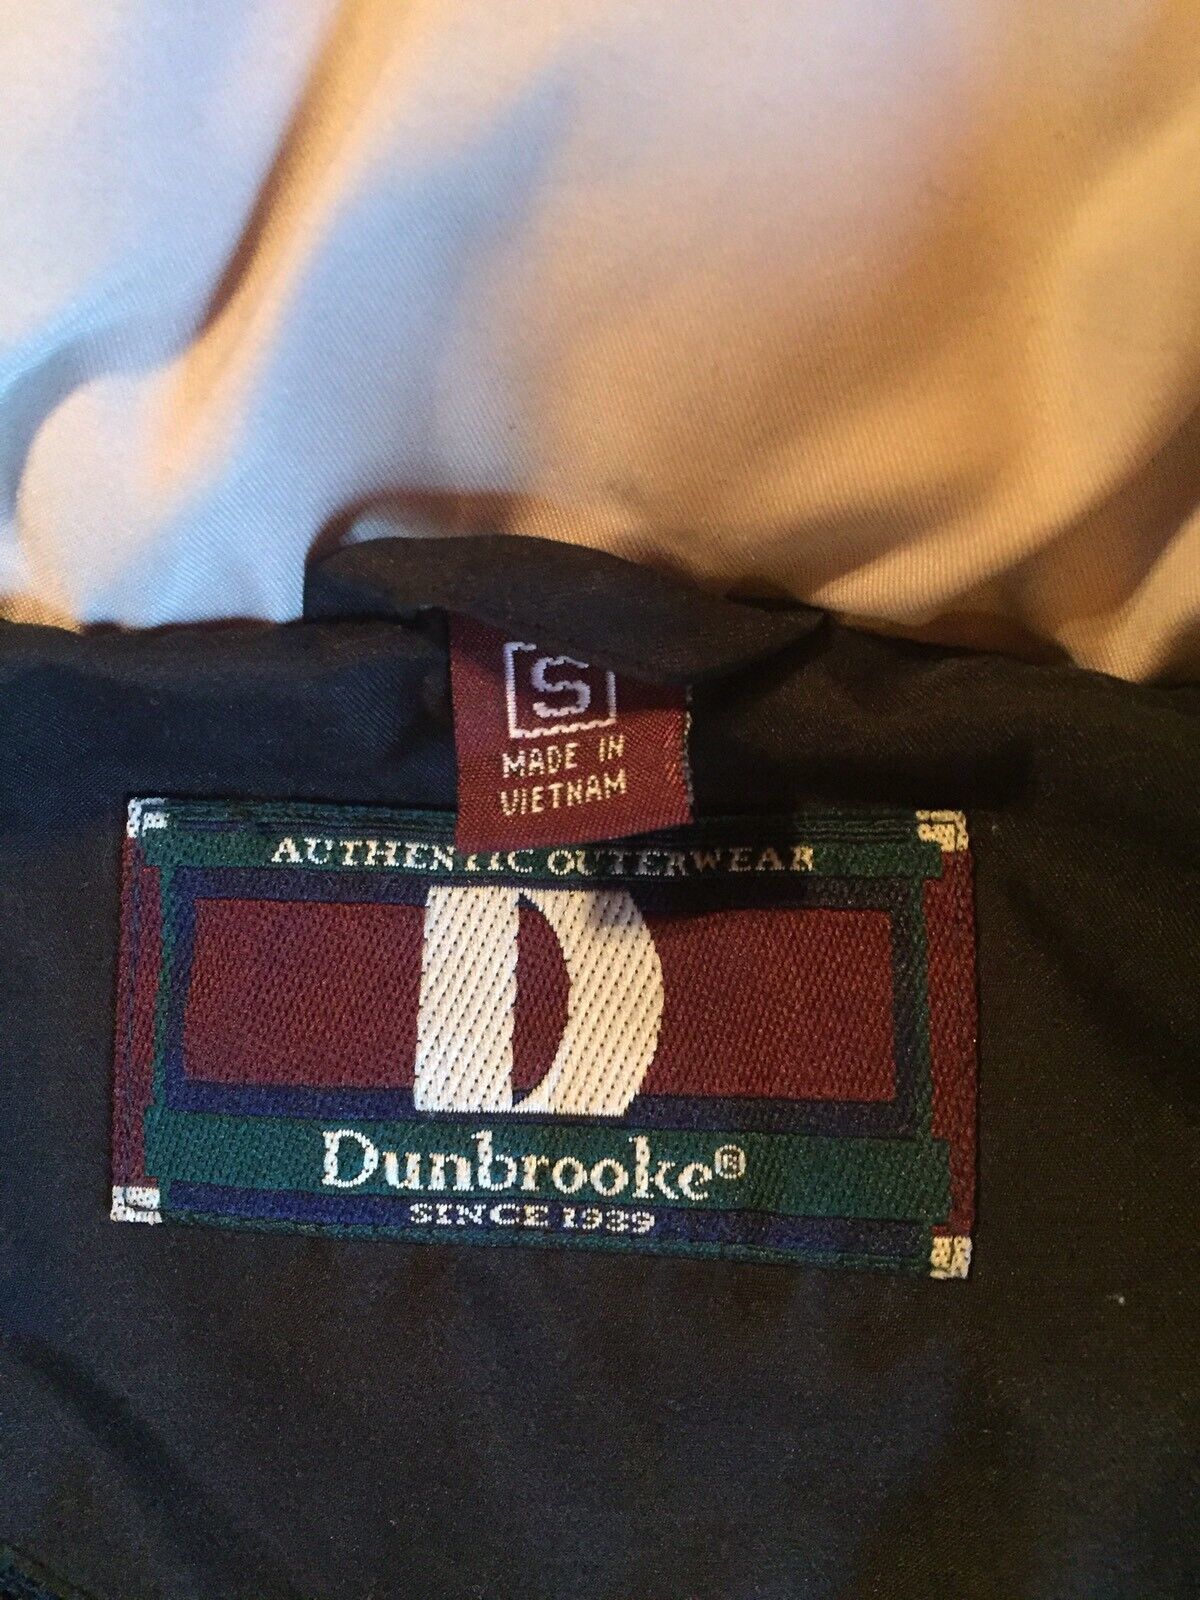 S
MADE IN
VIETNAM
AUTHENTIC OUTERWEAR
D
Dunbrooke®
SINCE 1939